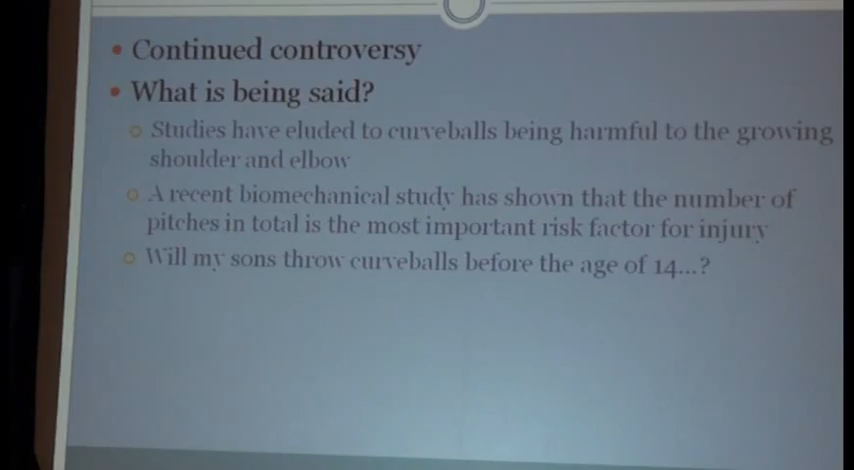 Continued controversy
What is being said?
Studies have eluded to curveballs being harmful to the growing
shoulder and elbow
A recent biomechanical study has shown that the number of
pitches in total is the most important risk factor for injury
Will my sons throw curveballs before the age of 14...?